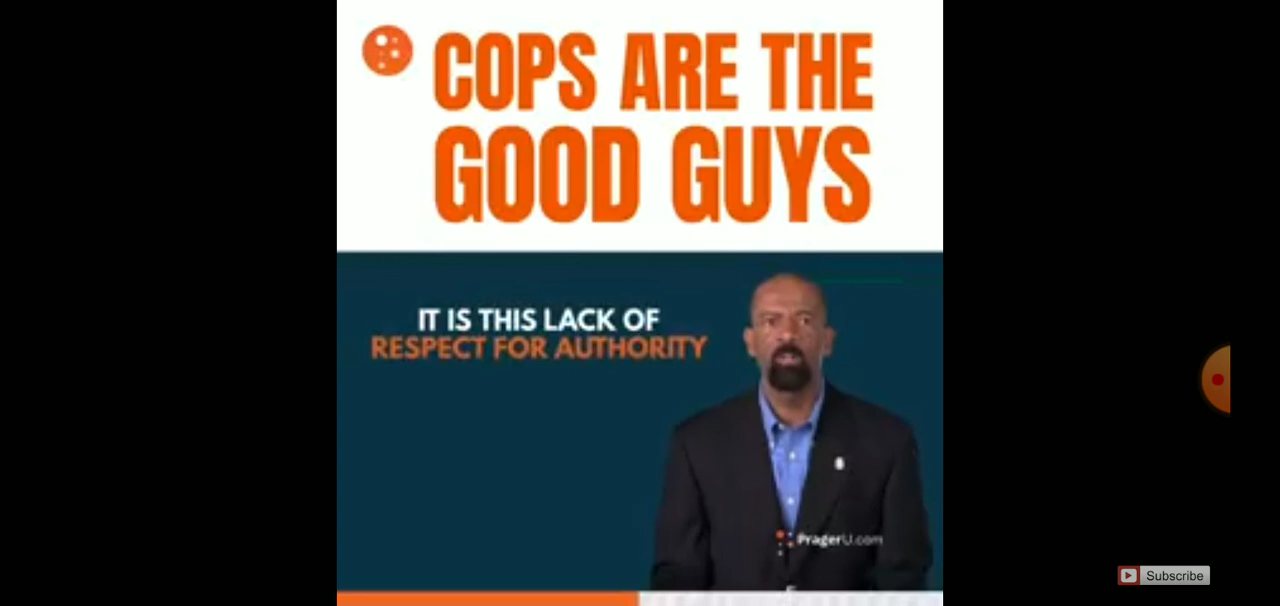 COPS ARE THE
GOOD GUYS
IT IS THIS LACK OF
RESPECT FOR AUTHORITY
PragerU.com
Subscribe